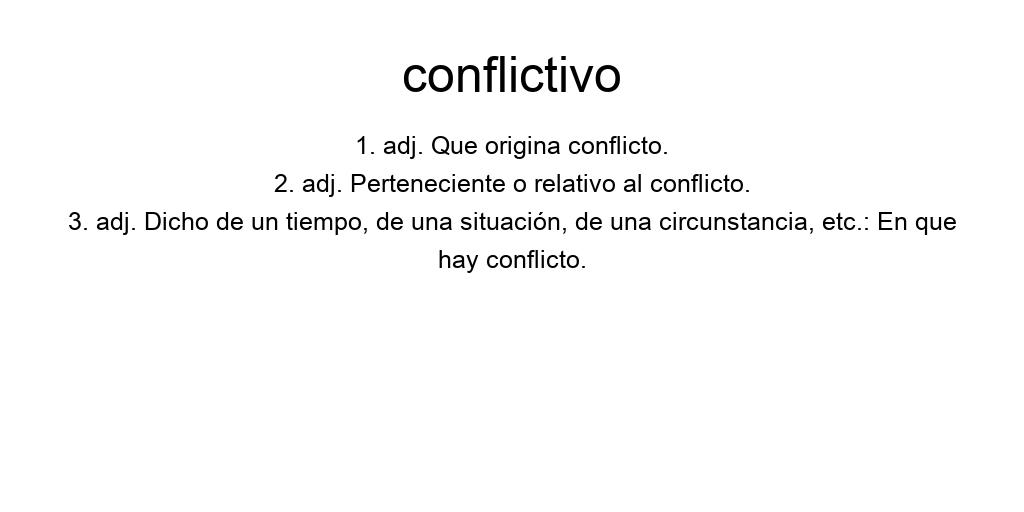 conflictivo
1. adj. Que origina conflicto.
2. adj. Perteneciente o relativo al conflicto.
3. adj. Dicho de un tiempo, de una situación, de una circunstancia, etc.: En que
hay conflicto.